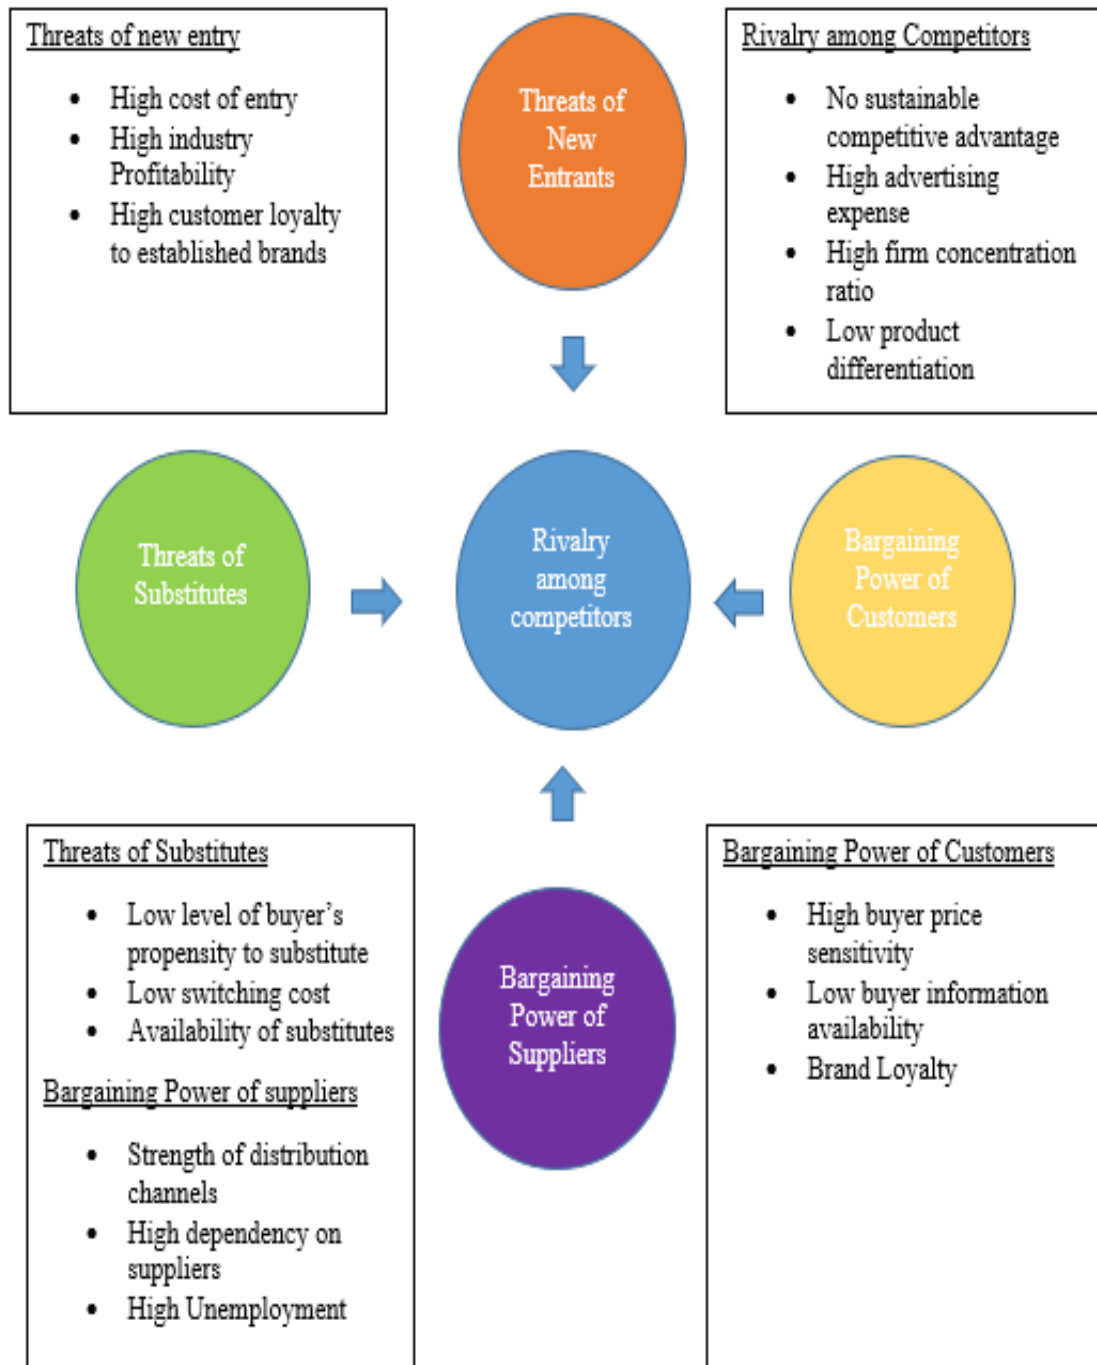 Threats of new entry
• High cost of entry
• High industry
Profitability
• High customer loyalty
to established brands
Threats of
New
Entrants
Rivalry among Competitors
• No sustainable
competitive advantage
• High advertising
expense
• High firm concentration
ratio
• Low product
differentiation
Threats of
Substitutes
Rivalry
among
competitors
Bargaining
Power of
Customers
Threats of Substitutes
• Low level of buyer’s
propensity to substitute
• Low switching cost
• Availability of substitutes
Bargaining Power of suppliers
• Strength of distribution
channels
• High dependency on
suppliers
• High Unemployment
Bargaining
Power of
Suppliers
Bargaining Power of Customers
• High buyer price
sensitivity
• Low buyer information
availability
• Brand Loyalty